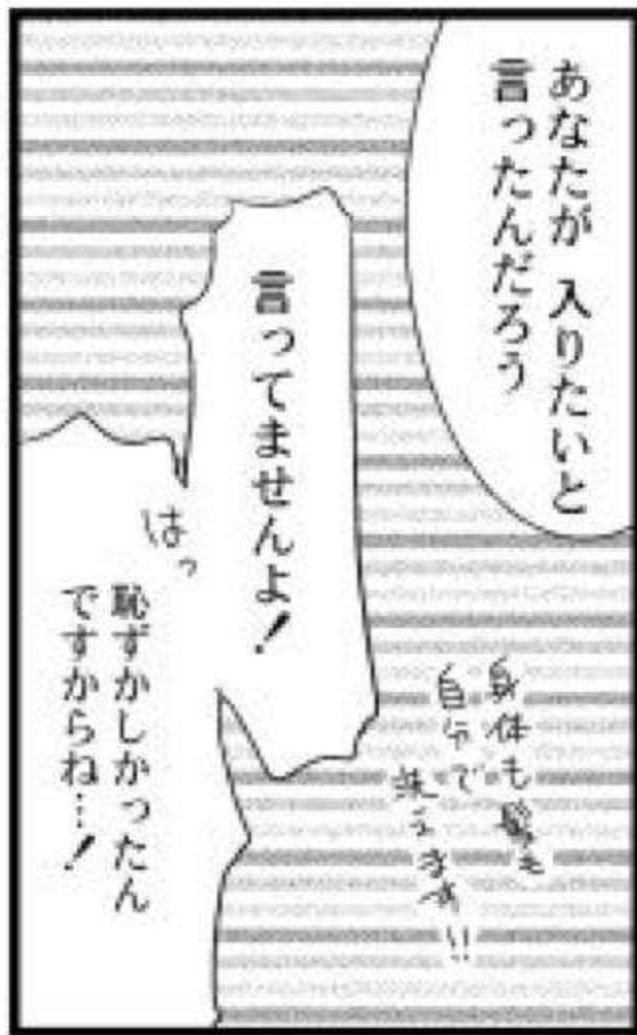 あなたが 入りたいと
言ったんだろう
言ってませんよ！
身体も髪も
自分で
洗えます!!
はっ
恥ずかしかったん
ですからね…！